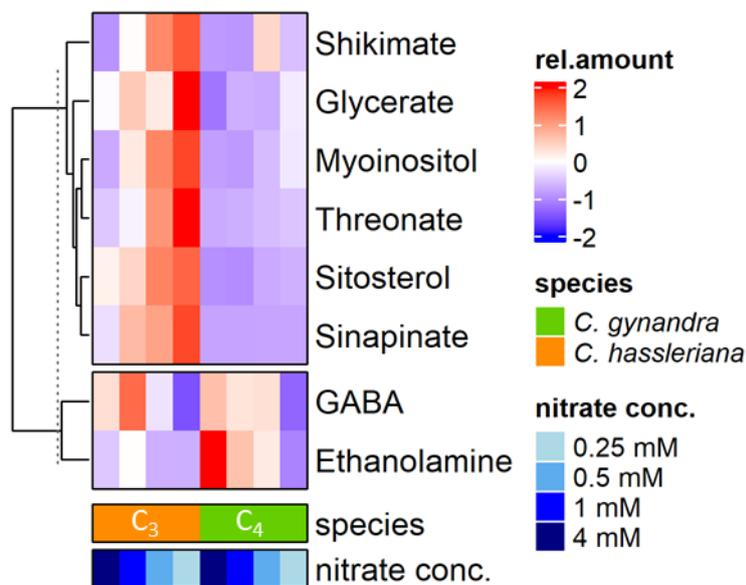 Shikimate
Glycerate
Myoinositol
Threonate
Sitosterol
Sinapinate
GABA
Ethanolamine
C₃ C₄ species
nitrate conc.
rel.amount
2
1
0
-1
-2
species
C. gynandra
C. hassleriana
nitrate conc.
0.25 mM
0.5 mM
1 mM
4 mM